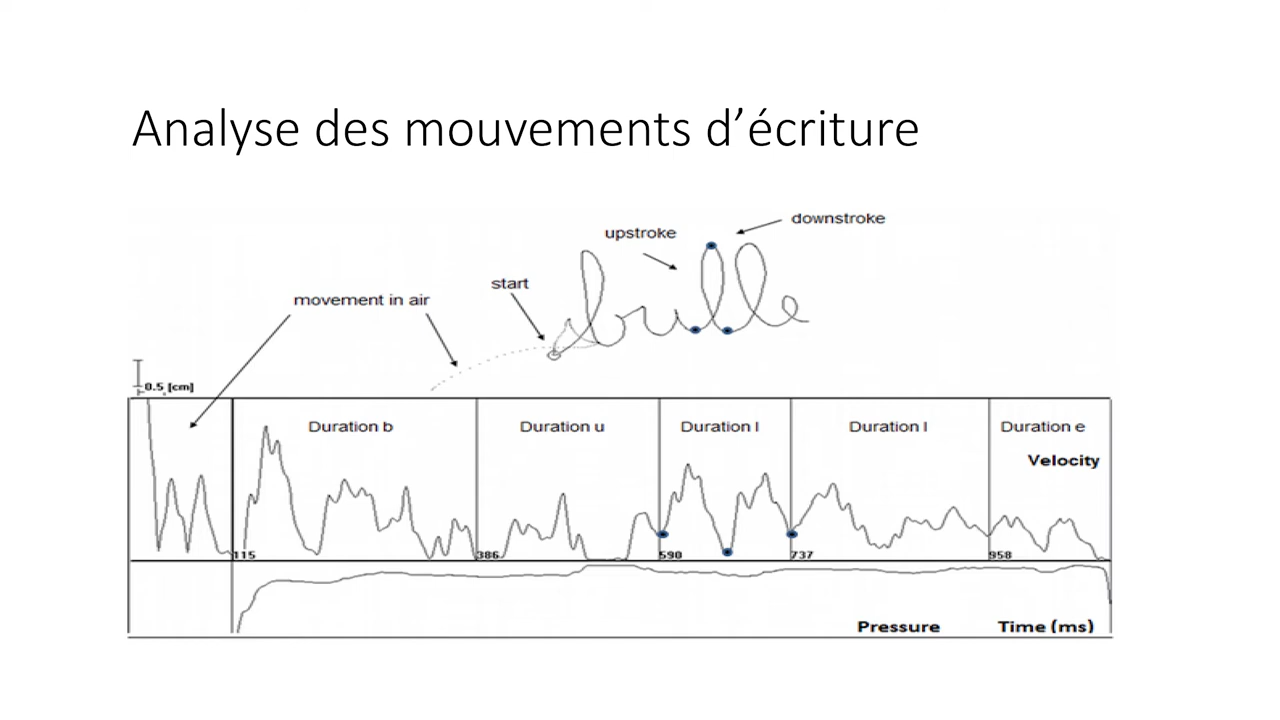 Analyse des mouvements d’écriture
downstroke
upstroke
start
movement in air
bulle
0.5 [cm]
Duration b
Duration u
Duration l
Duration l
Duration e
Velocity
115
386
590
737
958
Pressure
Time (ms)